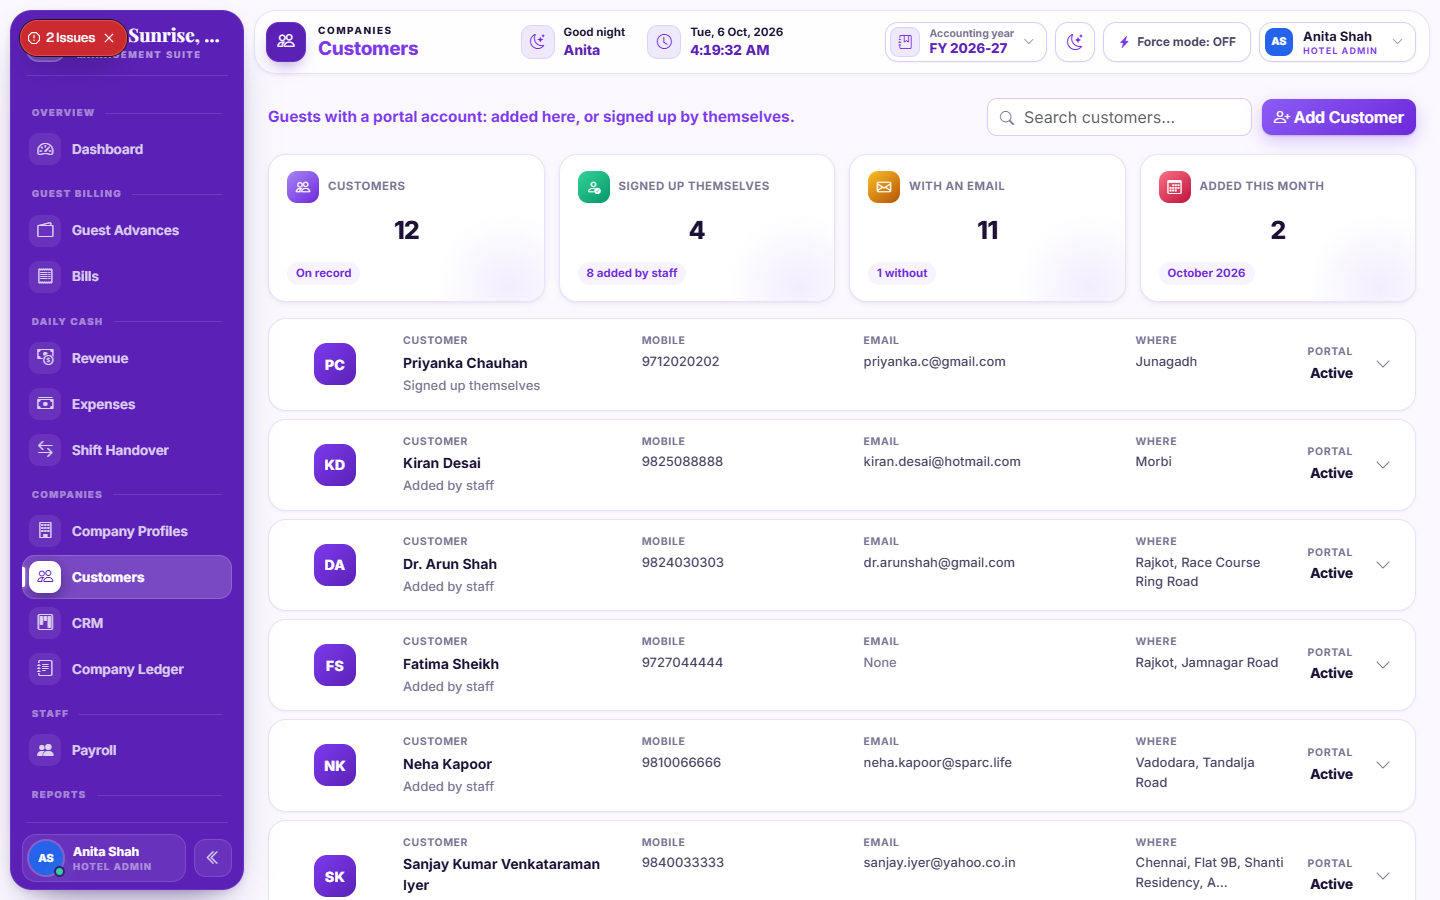 2 Issues
Sunrise, ...
MANAGEMENT SUITE
OVERVIEW
Dashboard
GUEST BILLING
Guest Advances
Bills
DAILY CASH
Revenue
Expenses
Shift Handover
COMPANIES
Company Profiles
Customers
CRM
Company Ledger
STAFF
Payroll
REPORTS
AS
Anita Shah
HOTEL ADMIN
COMPANIES
Customers
Good night
Anita
Tue, 6 Oct, 2026
4:19:32 AM
Accounting year
FY 2026-27
Force mode: OFF
AS
Anita Shah
HOTEL ADMIN
Guests with a portal account: added here, or signed up by themselves.
Search customers...
Add Customer
CUSTOMERS
12
On record
SIGNED UP THEMSELVES
4
8 added by staff
WITH AN EMAIL
11
1 without
ADDED THIS MONTH
2
October 2026
PC
CUSTOMER
Priyanka Chauhan
Signed up themselves
MOBILE
9712020202
EMAIL
priyanka.c@gmail.com
WHERE
Junagadh
PORTAL
Active
KD
CUSTOMER
Kiran Desai
Added by staff
MOBILE
9825088888
EMAIL
kiran.desai@hotmail.com
WHERE
Morbi
PORTAL
Active
DA
CUSTOMER
Dr. Arun Shah
Added by staff
MOBILE
9824030303
EMAIL
dr.arunshah@gmail.com
WHERE
Rajkot, Race Course
Ring Road
PORTAL
Active
FS
CUSTOMER
Fatima Sheikh
Added by staff
MOBILE
9727044444
EMAIL
None
WHERE
Rajkot, Jamnagar Road
PORTAL
Active
NK
CUSTOMER
Neha Kapoor
Added by staff
MOBILE
9810066666
EMAIL
neha.kapoor@sparc.life
WHERE
Vadodara, Tandalja
Road
PORTAL
Active
SK
CUSTOMER
Sanjay Kumar Venkataraman
Iyer
MOBILE
9840033333
EMAIL
sanjay.iyer@yahoo.co.in
WHERE
Chennai, Flat 9B, Shanti
Residency, A...
PORTAL
Active